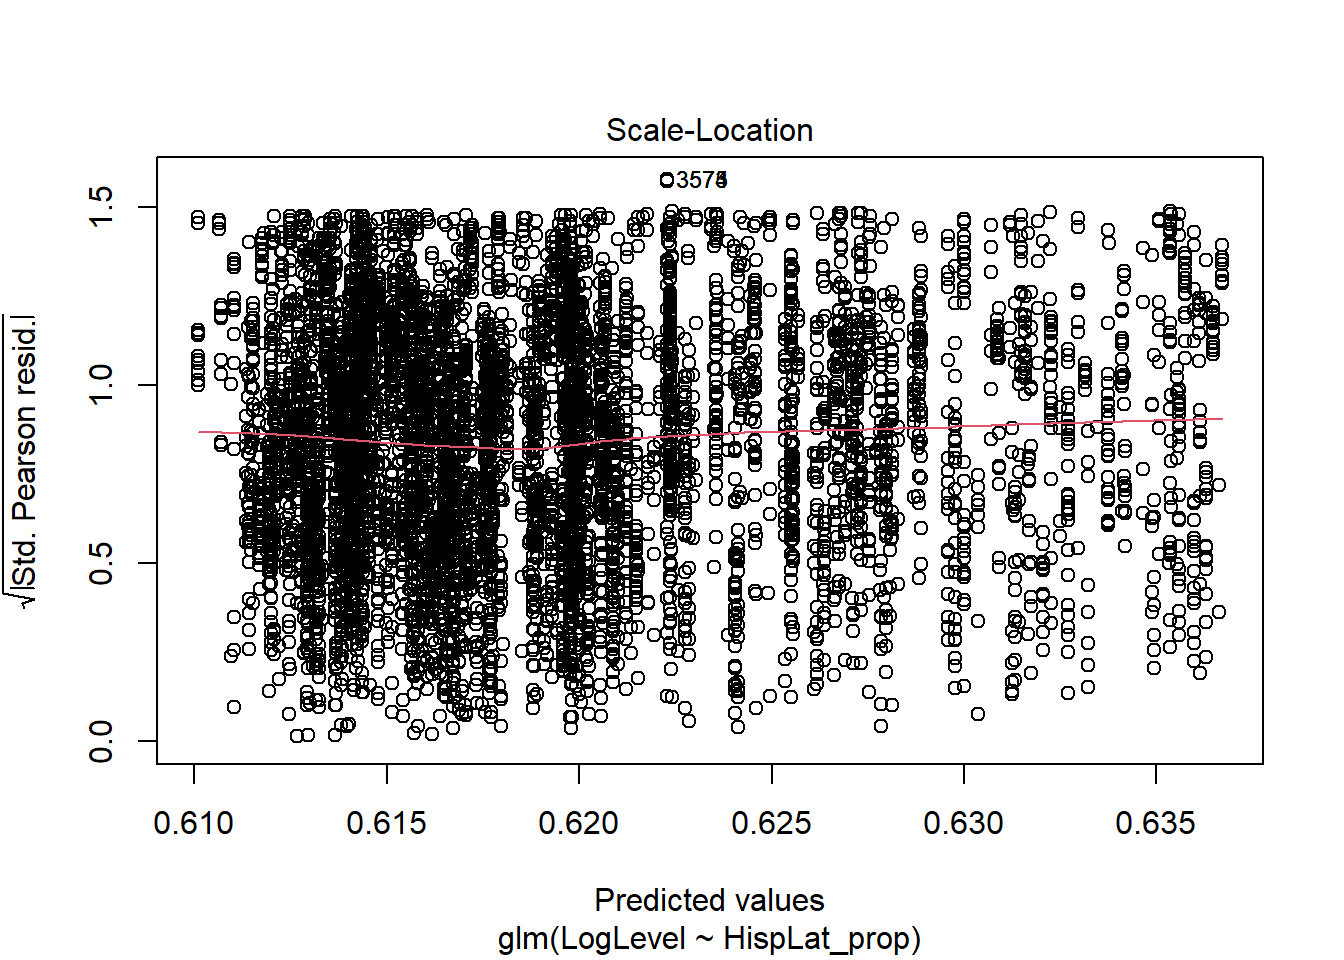 Scale-Location
√|Std. Pearson resid.|
0.0
0.5
1.0
1.5
0.610
0.615
0.620
0.625
0.630
0.635
Predicted values
glm(LogLevel ~ HispLat_prop)